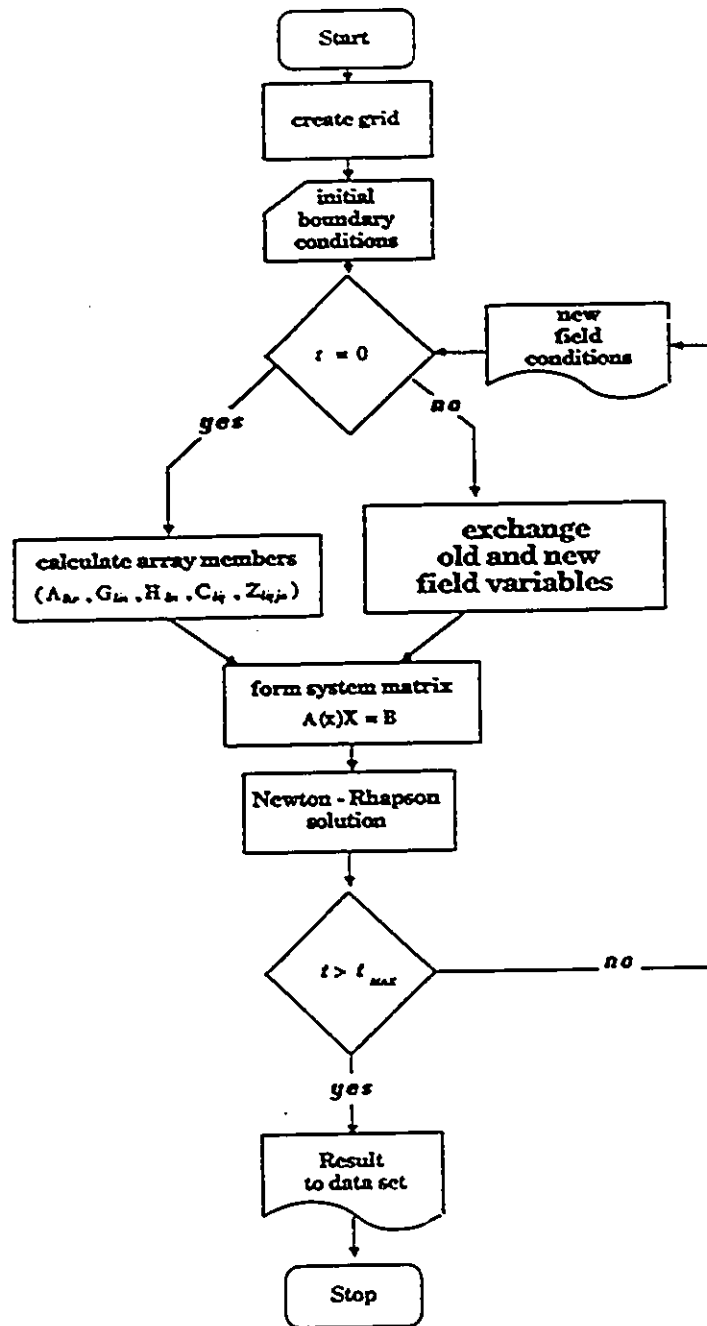 Start
create grid
initial
boundary
conditions
new
field
conditions
t = 0
yes
no
calculate array members
exchange
old and new
field variables
form system matrix
A(x)X = B
Newton - Rhapson
solution
t > t MAX
no
yes
Result
to data set
Stop